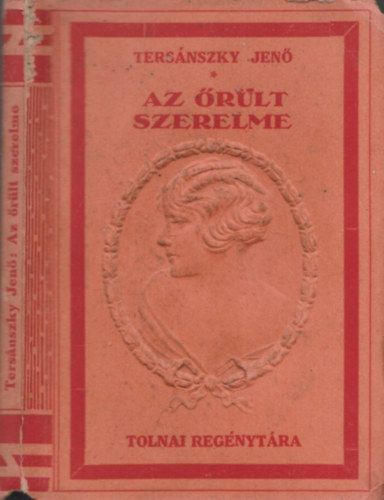 Tersánszky Jenő: Az őrült szerelme
TERSÁNSZKY JENŐ
*
AZ ŐRÜLT
SZERELME
TOLNAI REGÉNYTÁRA